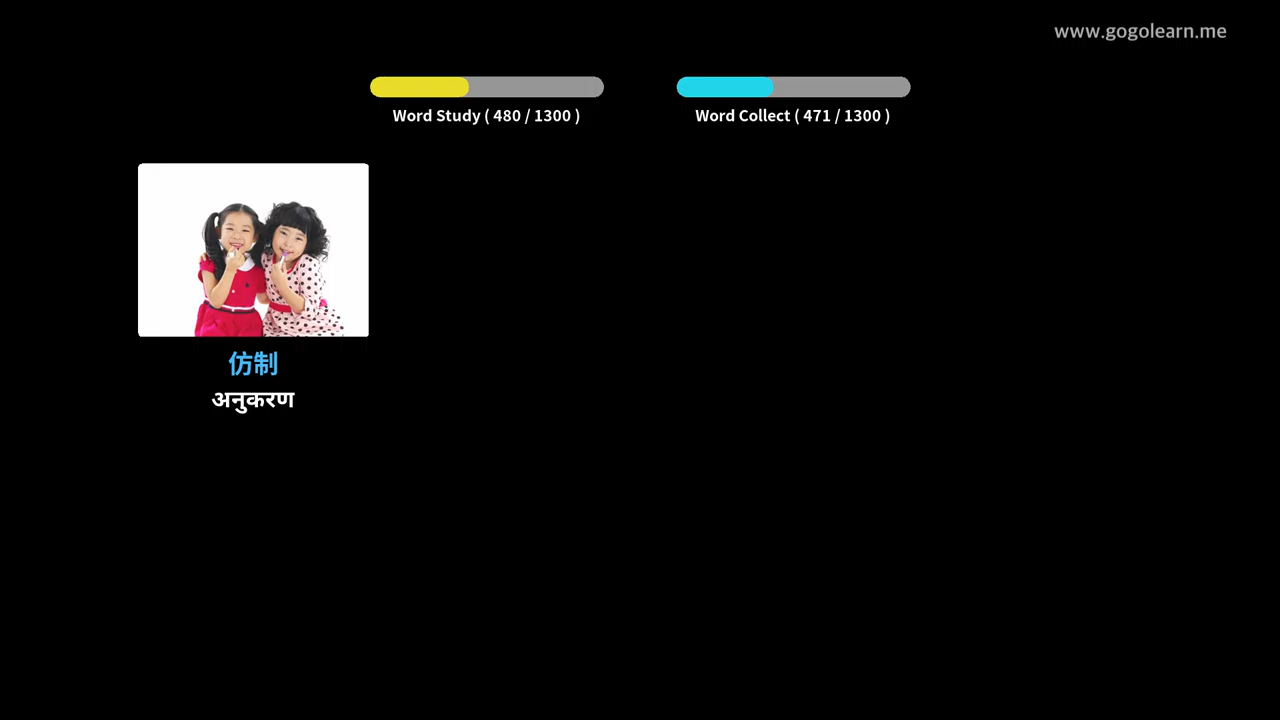 www.gogolearn.me
Word Study ( 480 / 1300 )
Word Collect ( 471 / 1300 )
仿制
अनुकरण